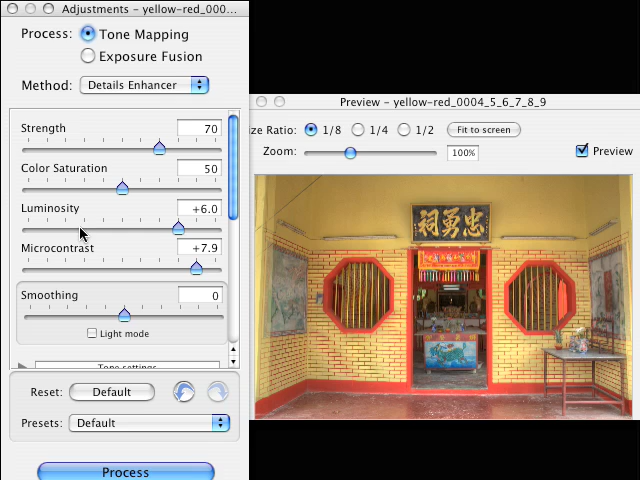 Adjustments - yellow-red_000...
Process: Tone Mapping
Exposure Fusion
Method: Details Enhancer
Strength 70
Color Saturation 50
Luminosity +6.0
Microcontrast +7.9
Smoothing 0
Light mode
Tone settings
Reset: Default
Presets: Default
Process
Preview - yellow-red_0004_5_6_7_8_9
ze Ratio: 1/8 1/4 1/2 Fit to screen
Zoom: 100% Preview
祠勇忠